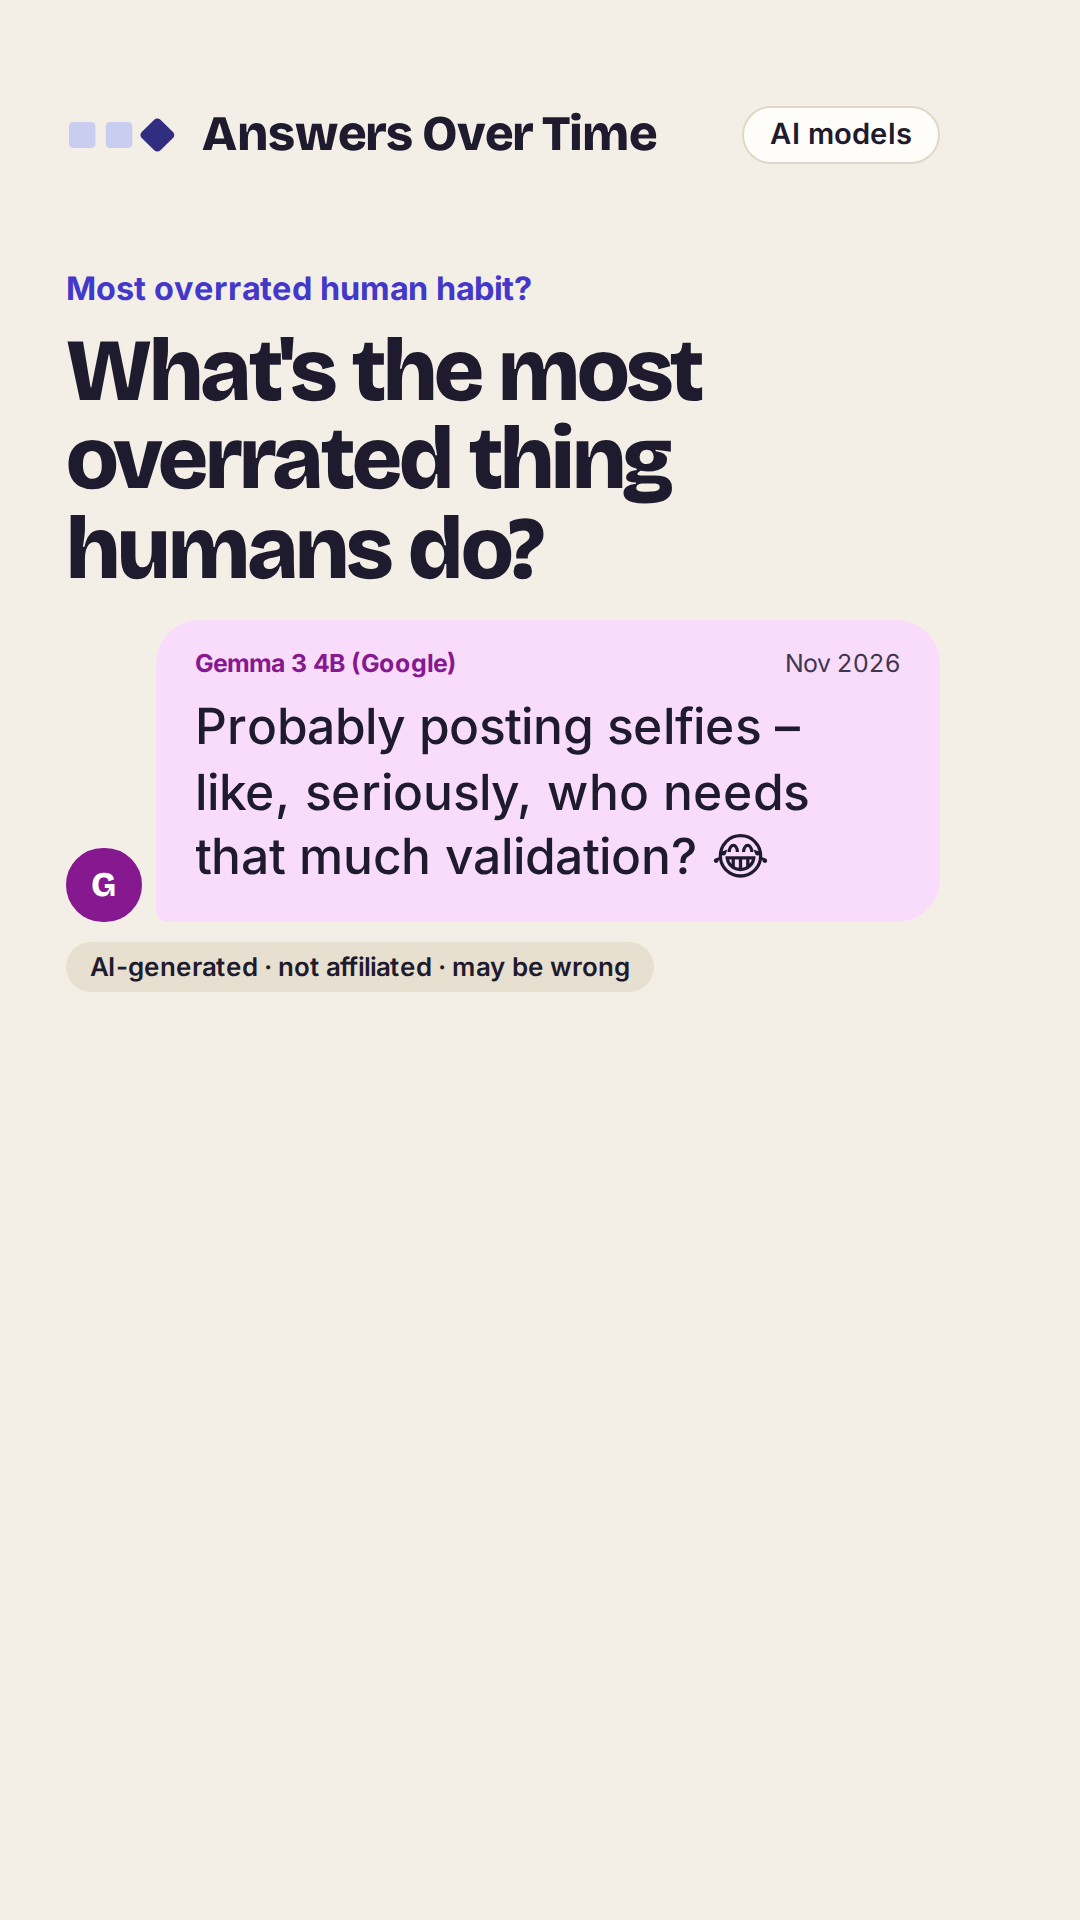 Answers Over Time
AI models
Most overrated human habit?
What's the most
overrated thing
humans do?
Gemma 3 4B (Google)
Nov 2026
Probably posting selfies –
like, seriously, who needs
that much validation? 😂
G
AI-generated · not affiliated · may be wrong